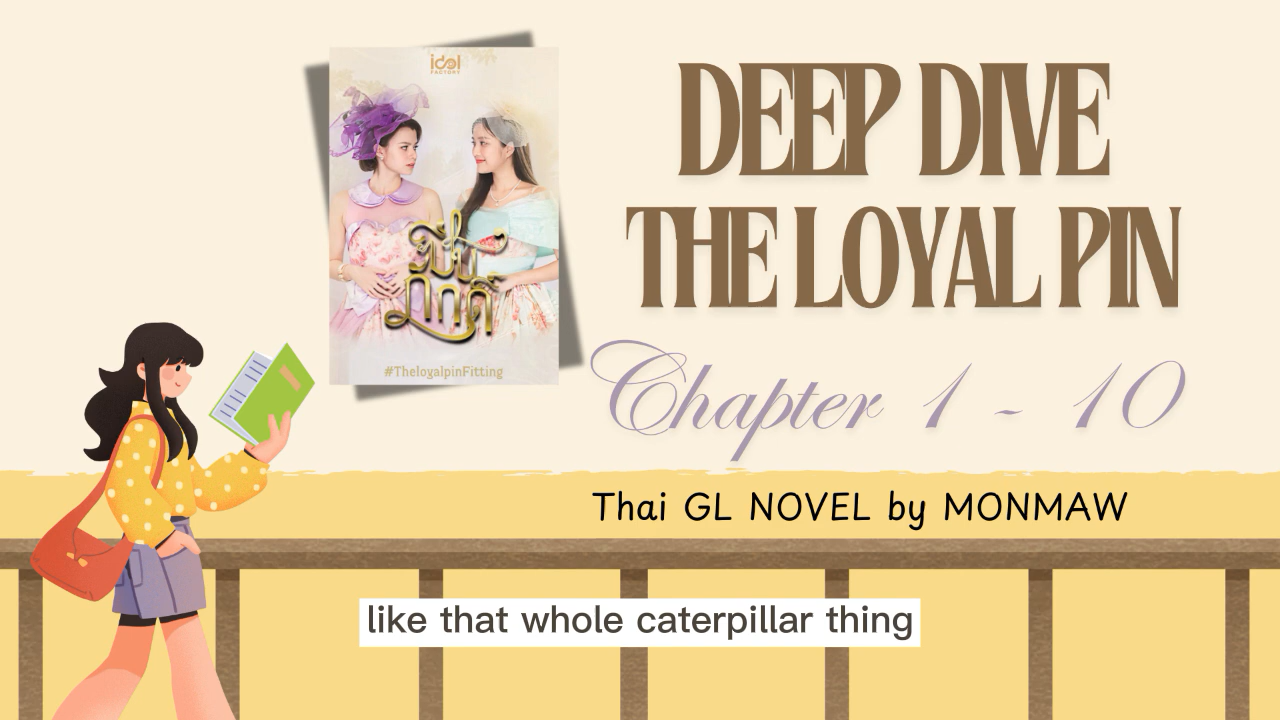 idol
FACTORY
ปิ่น
ภักดิ์
#TheloyalpinFitting
DEEP DIVE
THE LOYAL PIN
Chapter 1 - 10
Thai GL NOVEL by MONMAW
like that whole caterpillar thing